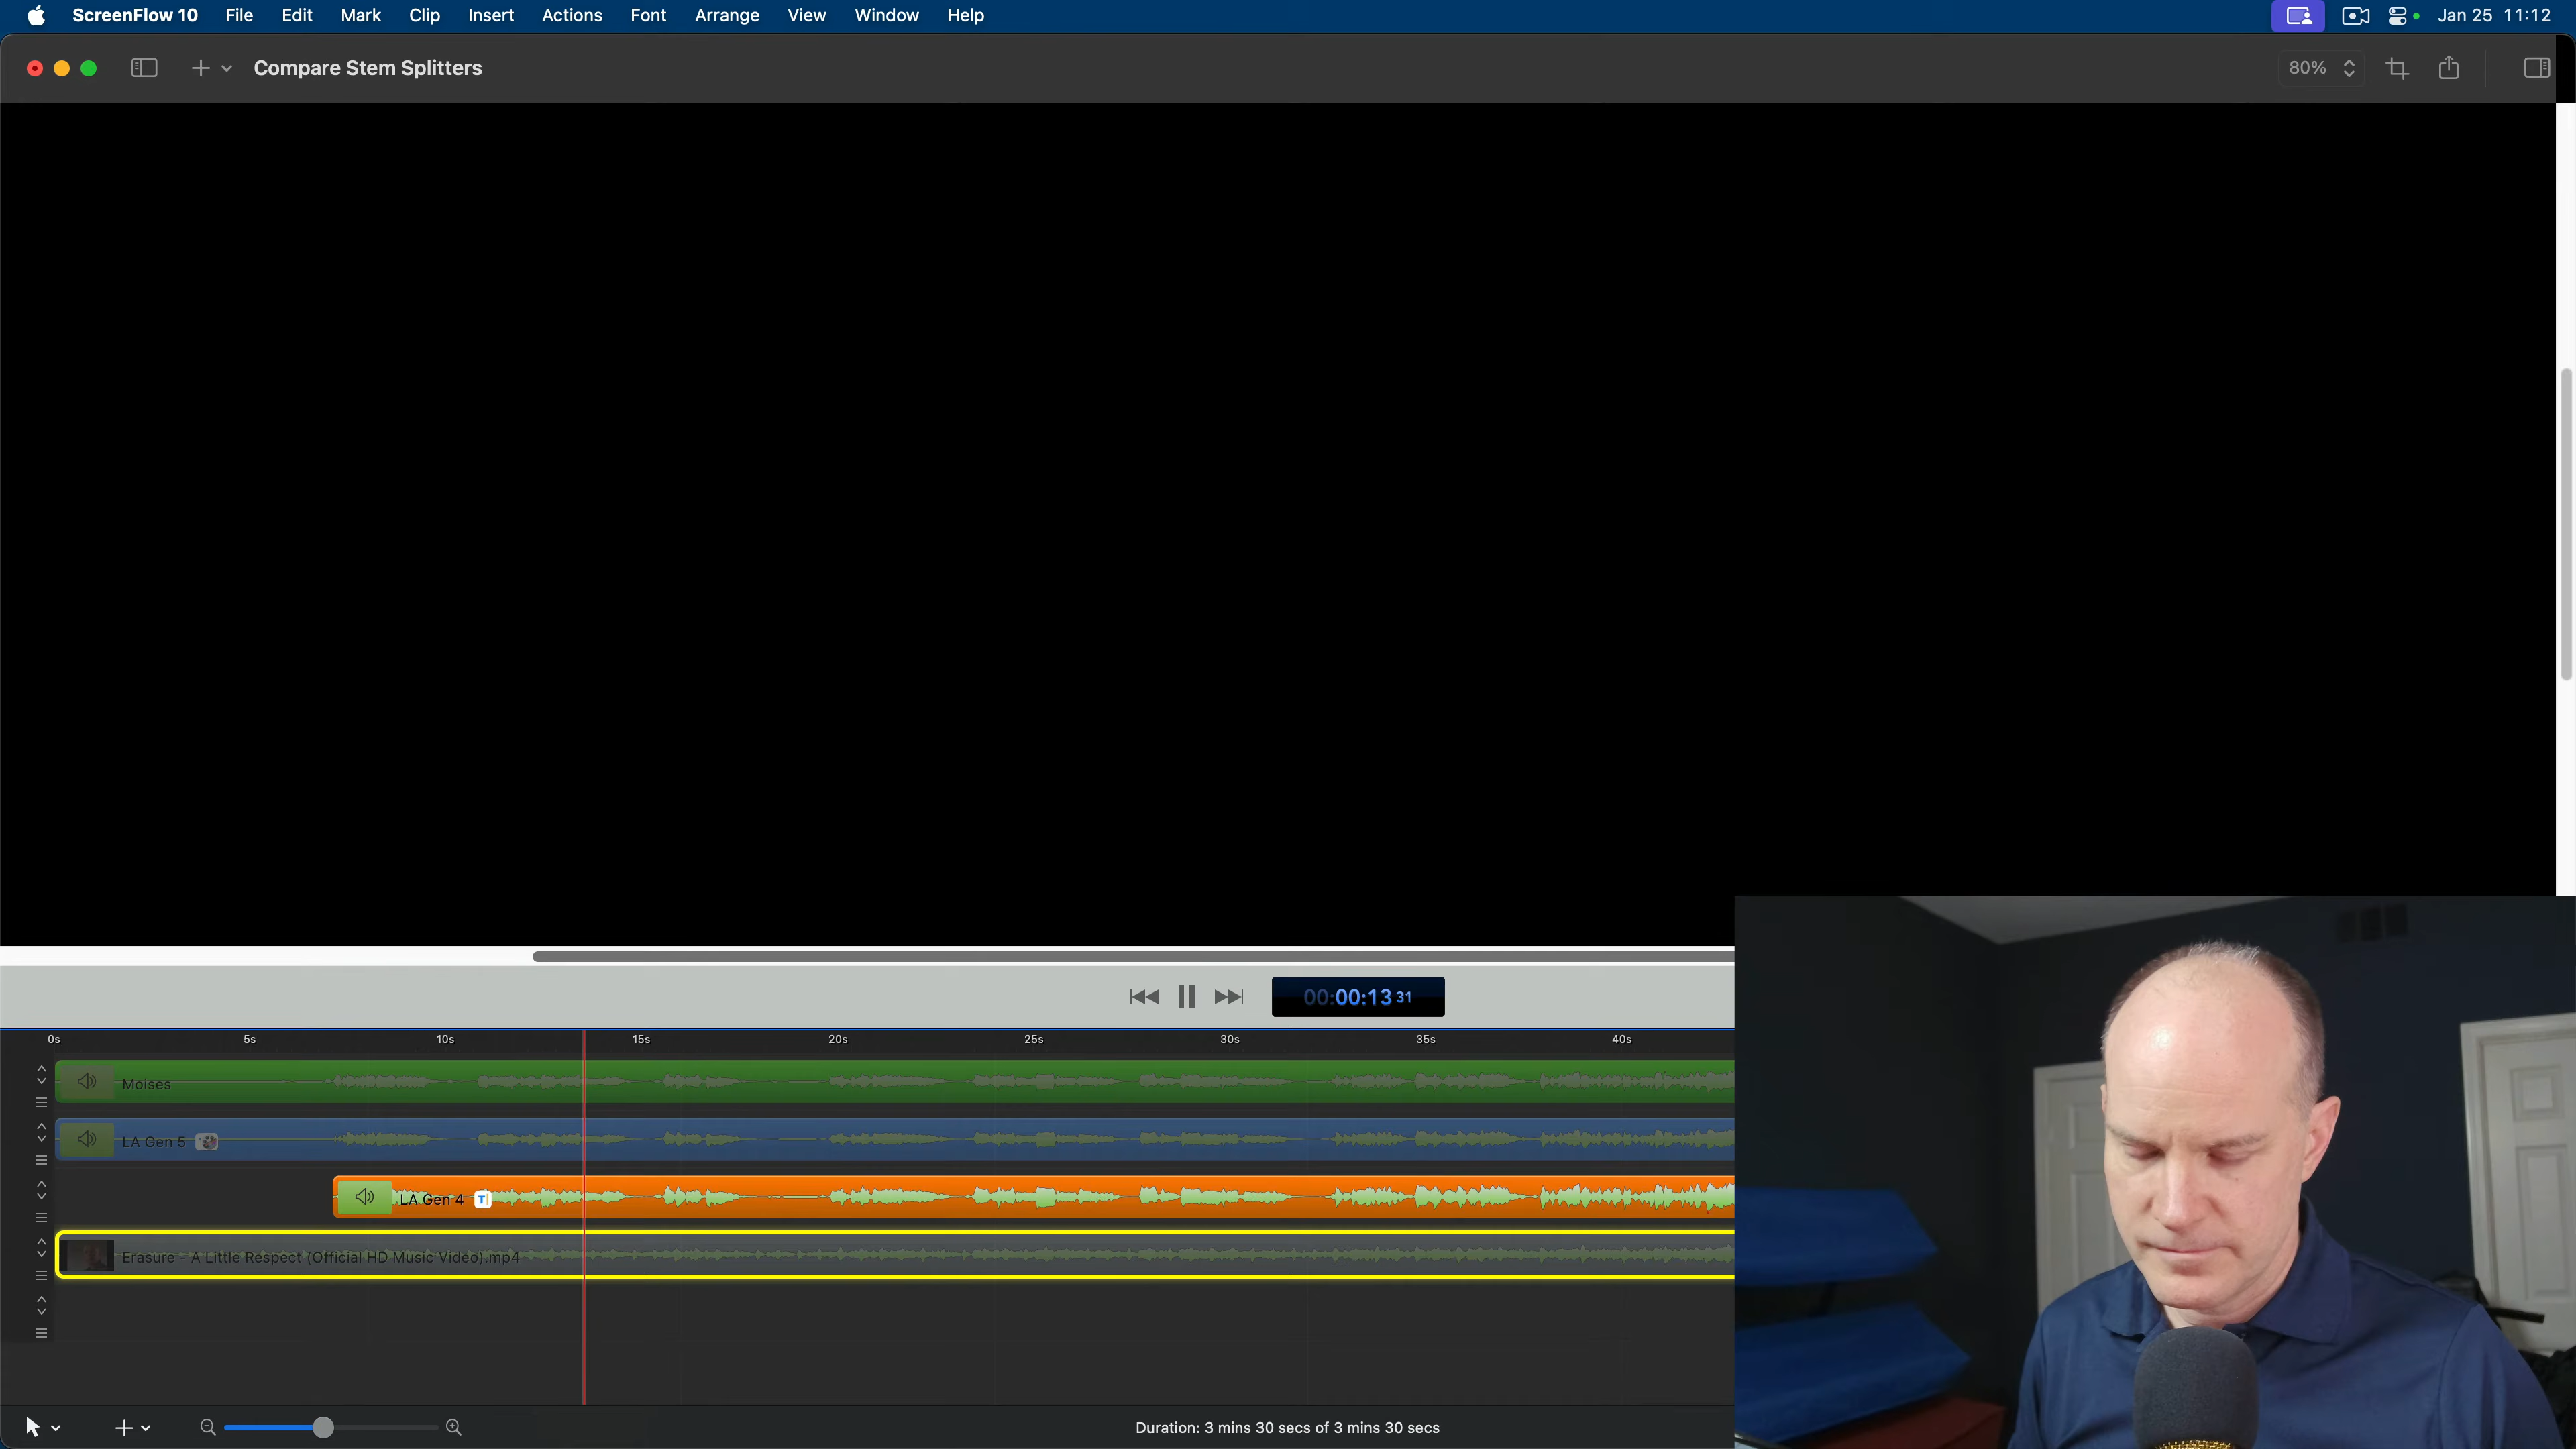 ScreenFlow 10 File Edit Mark Clip Insert Actions Font Arrange View Window Help Jan 25 11:12
Compare Stem Splitters 80%
00:00:13 31
0s 5s 10s 15s 20s 25s 30s 35s 40s
Moises
LA Gen 5
LA Gen 4 T
Erasure - A Little Respect (Official HD Music Video).mp4
Duration: 3 mins 30 secs of 3 mins 30 secs